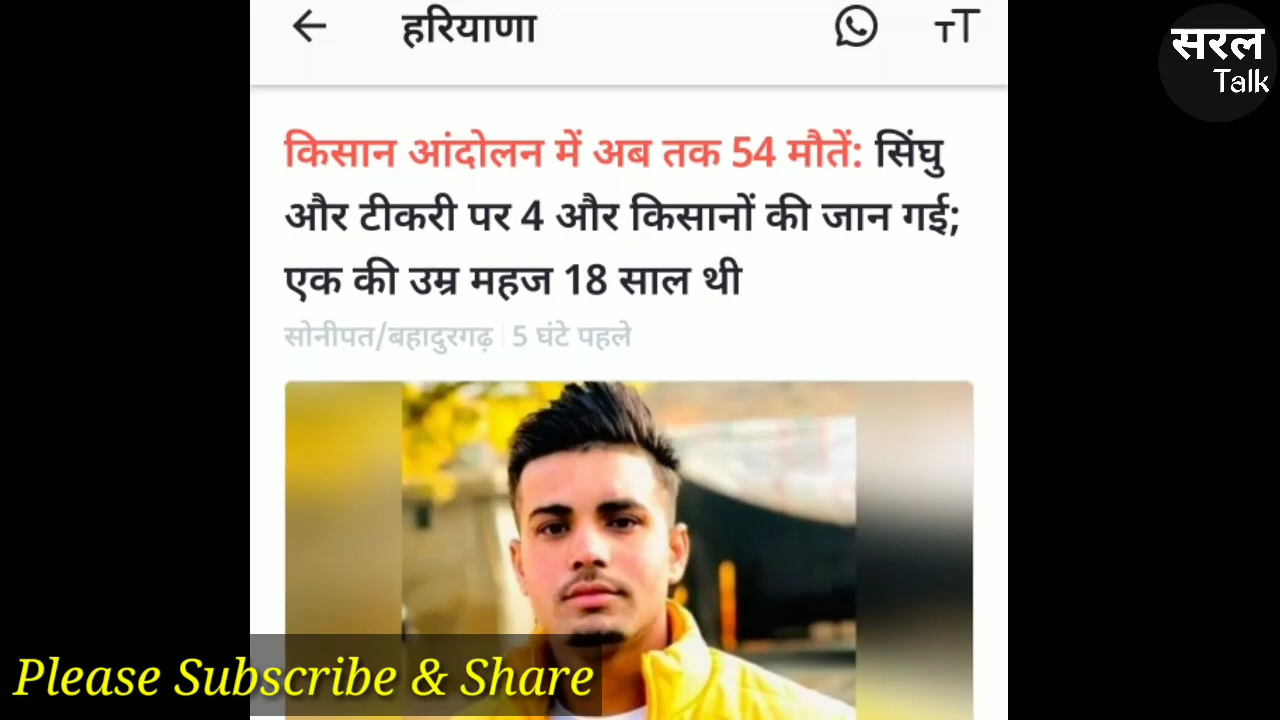 हरियाणा
TT
सरल
Talk
किसान आंदोलन में अब तक 54 मौतें: सिंघु
और टीकरी पर 4 और किसानों की जान गई;
एक की उम्र महज 18 साल थी
सोनीपत/बहादुरगढ़ | 5 घंटे पहले
Please Subscribe & Share